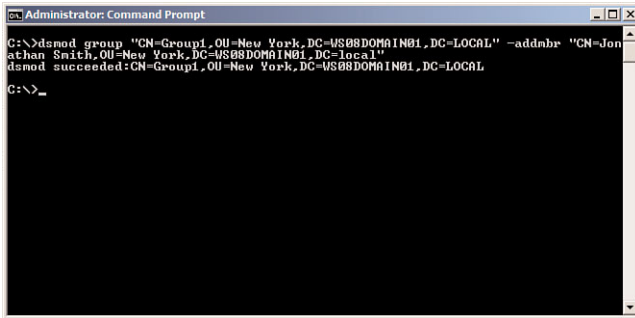 Administrator: Command Prompt
C:\>dsmod group "CN=Group1,OU=New York,DC=WS08DOMAIN01,DC=LOCAL" -addmbr "CN=Jon
athan Smith,OU=New York,DC=WS08DOMAIN01,DC=local"
dsmod succeeded:CN=Group1,OU=New York,DC=WS08DOMAIN01,DC=LOCAL
C:\>_